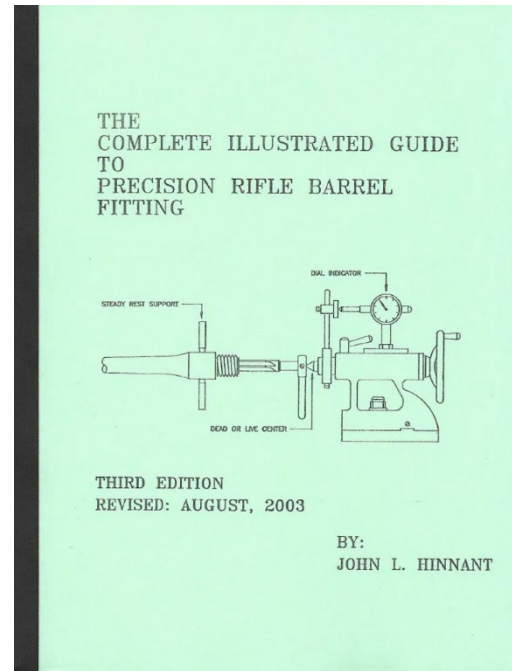 THE
COMPLETE ILLUSTRATED GUIDE
TO
PRECISION RIFLE BARREL
FITTING
DIAL INDICATOR
STEADY REST SUPPORT
DEAD OR LIVE CENTER
THIRD EDITION
REVISED: AUGUST, 2003
BY:
JOHN L. HINNANT